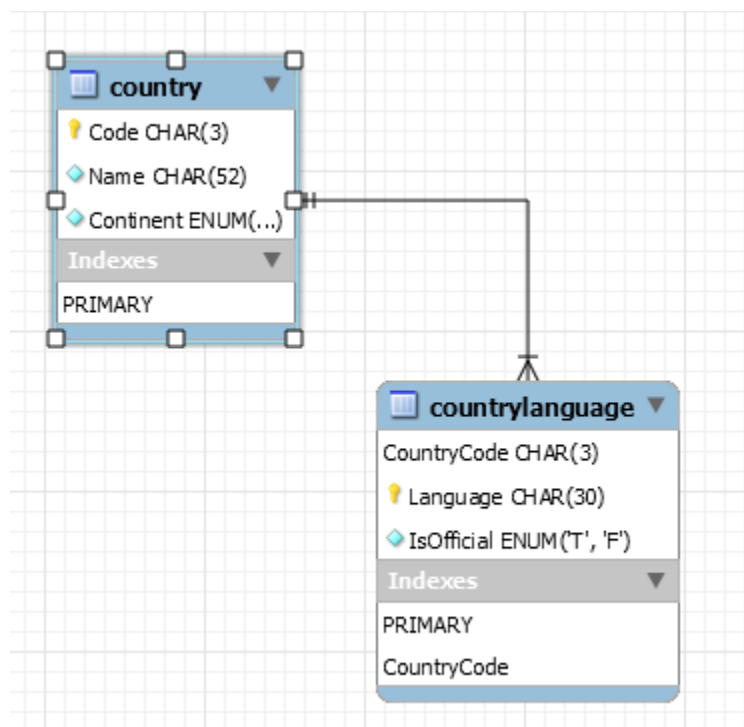 country
Code CHAR(3)
Name CHAR(52)
Continent ENUM(...)
Indexes
PRIMARY
countrylanguage
CountryCode CHAR(3)
Language CHAR(30)
IsOfficial ENUM('T', 'F')
Indexes
PRIMARY
CountryCode